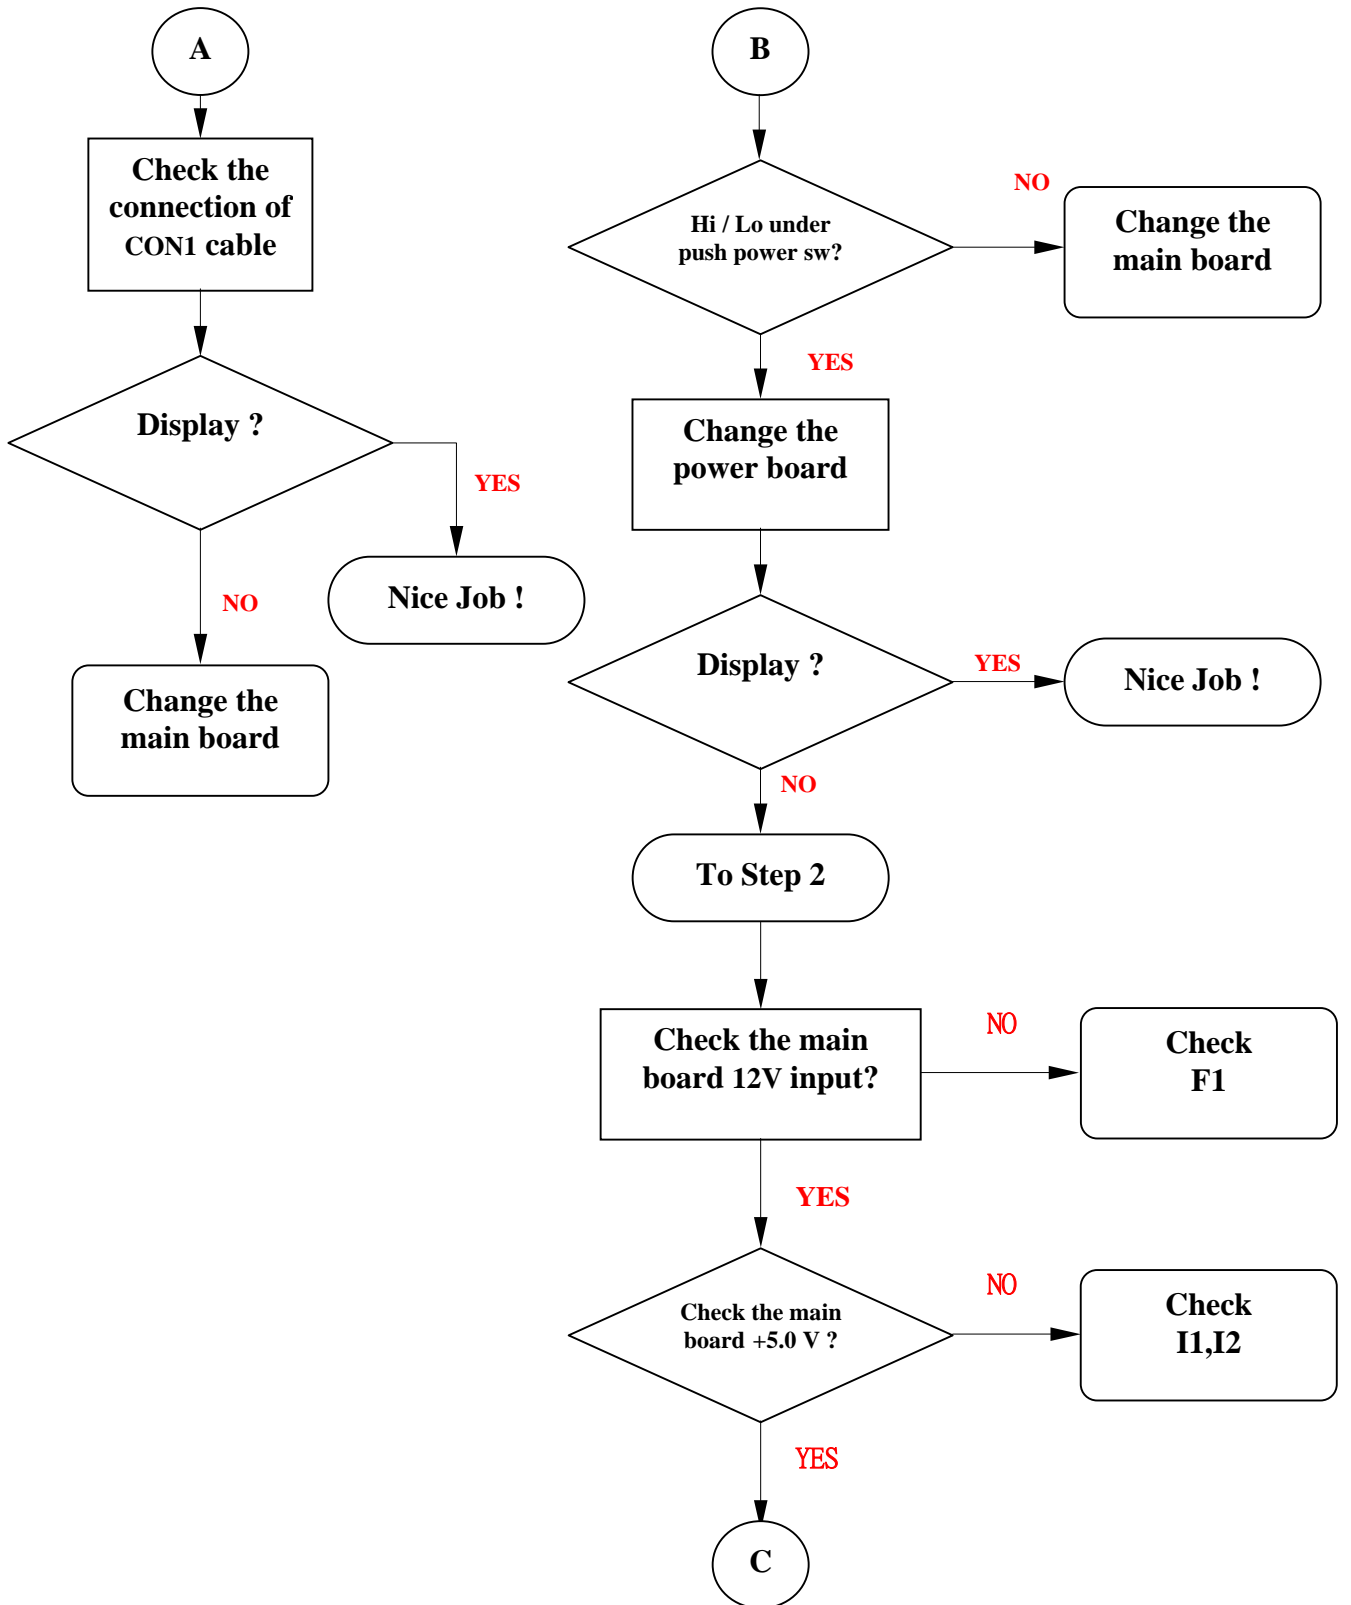 A
Check the
connection of
CON1 cable
Display ?
YES
Nice Job !
NO
Change the
main board
B
Hi / Lo under
push power sw?
NO
Change the
main board
YES
Change the
power board
Display ?
YES
Nice Job !
NO
To Step 2
Check the main
board 12V input?
NO
Check
F1
YES
Check the main
board +5.0 V ?
NO
Check
I1,I2
YES
C